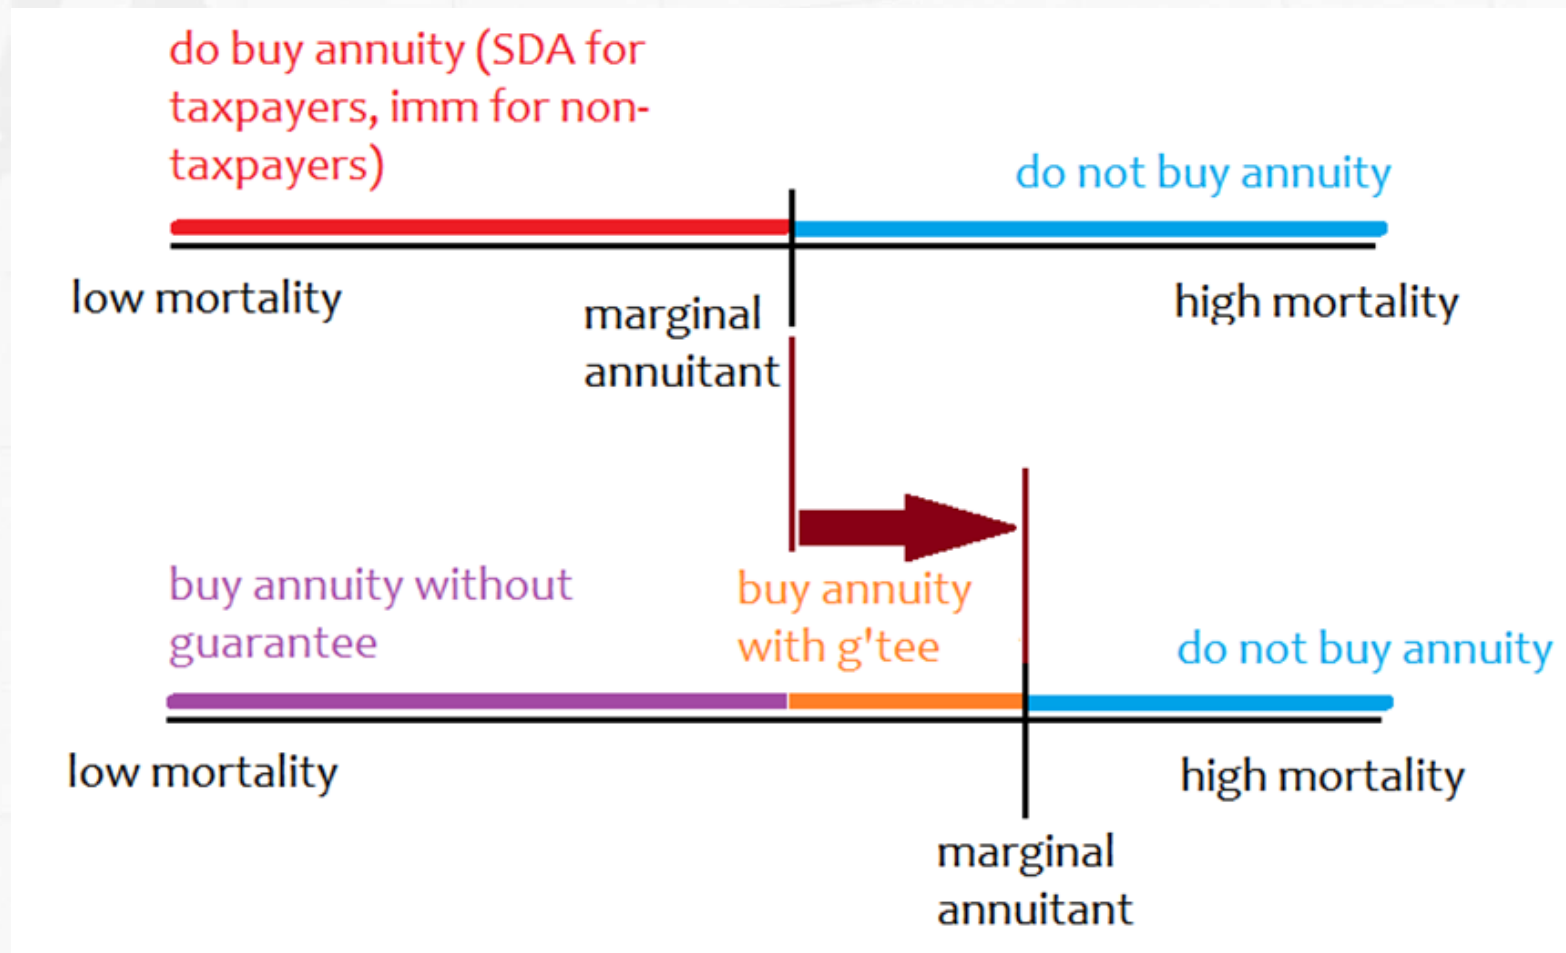 do buy annuity (SDA for
taxpayers, imm for non-
taxpayers)
do not buy annuity
low mortality
marginal
annuitant
high mortality
buy annuity without
guarantee
buy annuity
with g'tee
do not buy annuity
low mortality
high mortality
marginal
annuitant